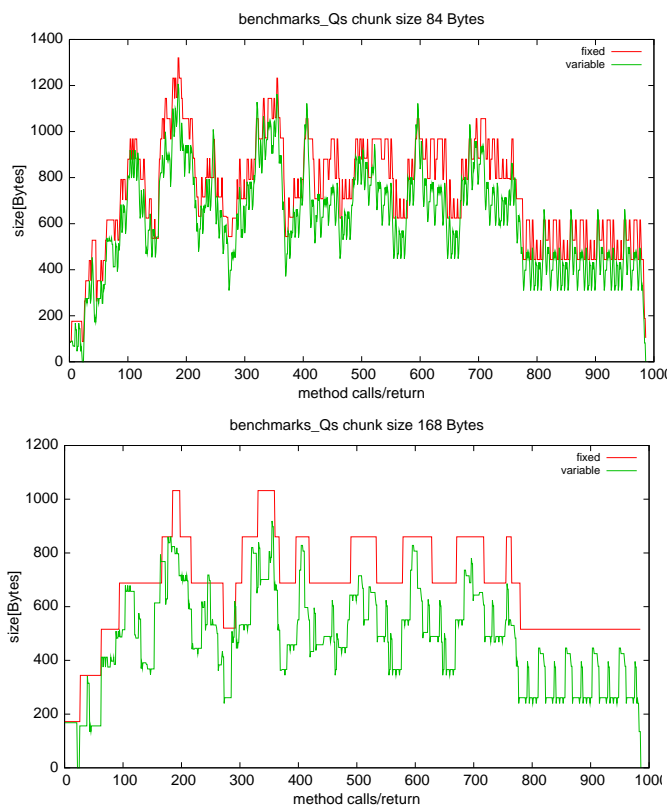 benchmarks_Qs chunk size 84 Bytes
1400
fixed
variable
1200
1000
800
size[Bytes]
600
400
200
0
0 100 200 300 400 500 600 700 800 900 1000
method calls/return
benchmarks_Qs chunk size 168 Bytes
1200
fixed
variable
1000
800
size[Bytes]
600
400
200
0
0 100 200 300 400 500 600 700 800 900 1000
method calls/return